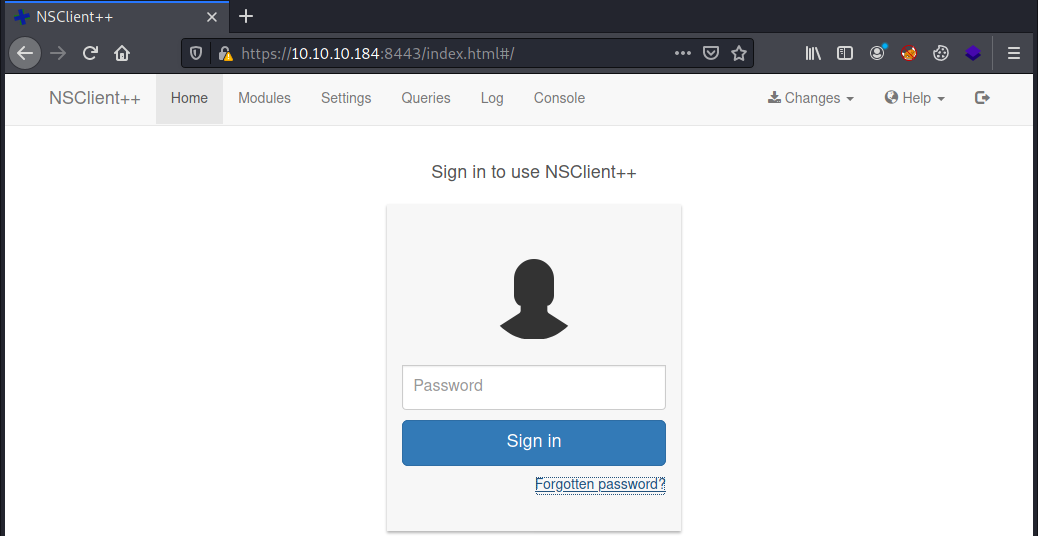 NSClient++
https://10.10.10.184:8443/index.html#/
NSClient++ Home Modules Settings Queries Log Console Changes Help
Sign in to use NSClient++
Password
Sign in
Forgotten password?